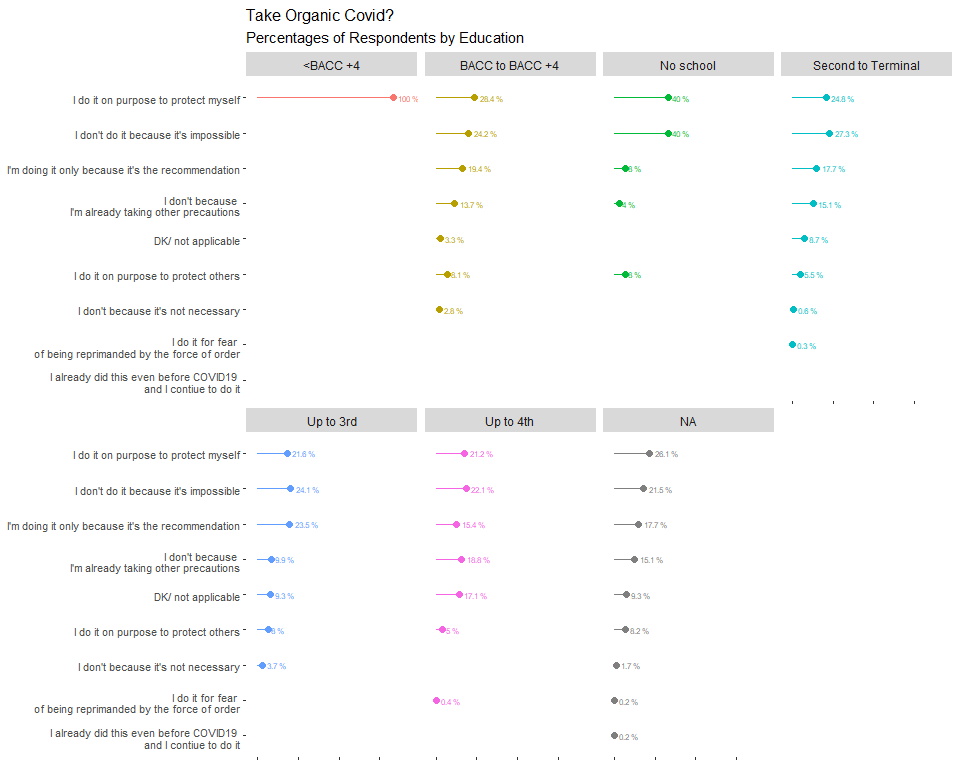 Take Organic Covid?
Percentages of Respondents by Education
<BACC +4
BACC to BACC +4
No school
Second to Terminal
I do it on purpose to protect myself
100 %
28.4 %
40 %
24.8 %
I don't do it because it's impossible
24.2 %
40 %
27.3 %
I'm doing it only because it's the recommendation
19.4 %
8 %
17.7 %
I don't because
I'm already taking other precautions
13.7 %
4 %
15.1 %
DK/ not applicable
3.3 %
8.7 %
I do it on purpose to protect others
8.1 %
8 %
5.5 %
I don't because it's not necessary
2.8 %
0.6 %
I do it for fear
of being reprimanded by the force of order
0.3 %
I already did this even before COVID19
and I contiue to do it
Up to 3rd
Up to 4th
NA
I do it on purpose to protect myself
21.6 %
21.2 %
26.1 %
I don't do it because it's impossible
24.1 %
22.1 %
21.5 %
I'm doing it only because it's the recommendation
23.5 %
15.4 %
17.7 %
I don't because
I'm already taking other precautions
9.9 %
18.8 %
15.1 %
DK/ not applicable
9.3 %
17.1 %
9.3 %
I do it on purpose to protect others
8 %
5 %
8.2 %
I don't because it's not necessary
3.7 %
1.7 %
I do it for fear
of being reprimanded by the force of order
0.4 %
0.2 %
I already did this even before COVID19
and I contiue to do it
0.2 %